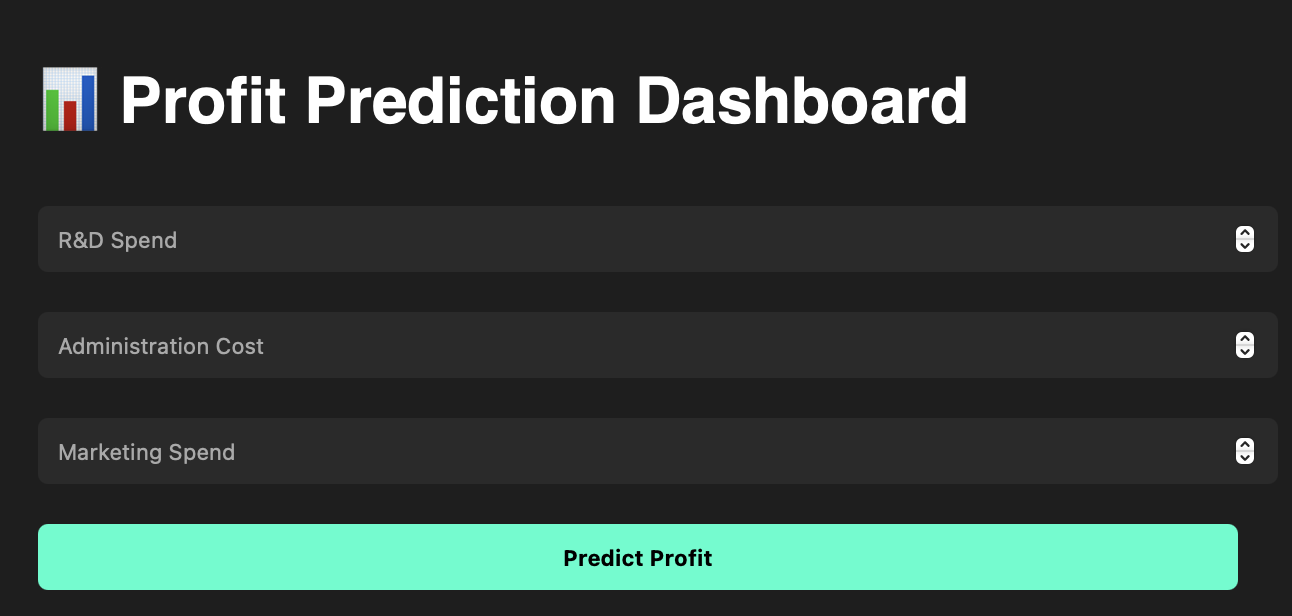 📊 Profit Prediction Dashboard
R&D Spend
Administration Cost
Marketing Spend
Predict Profit